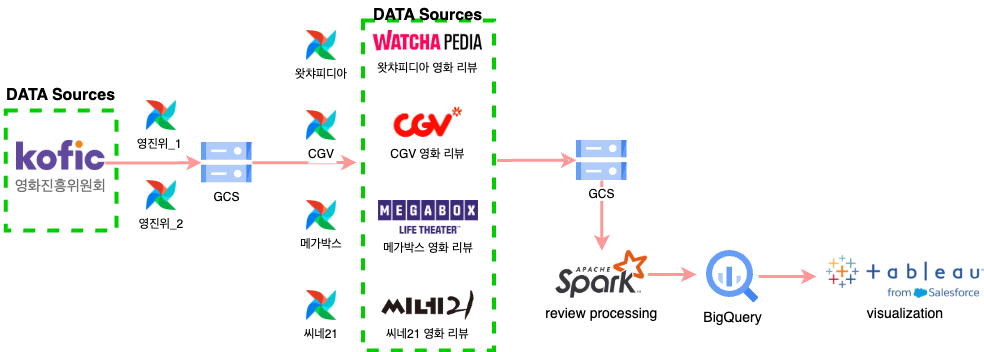 DATA Sources
kofic
영화진흥위원회
영진위_1
영진위_2
GCS
왓챠피디아
CGV
메가박스
씨네21
DATA Sources
WATCHA PEDIA
왓챠피디아 영화 리뷰
CGV
CGV 영화 리뷰
MEGABOX
LIFE THEATER™
메가박스 영화 리뷰
씨네21
씨네21 영화 리뷰
GCS
APACHE
Spark™
review processing
BigQuery
tableau
from Salesforce
visualization